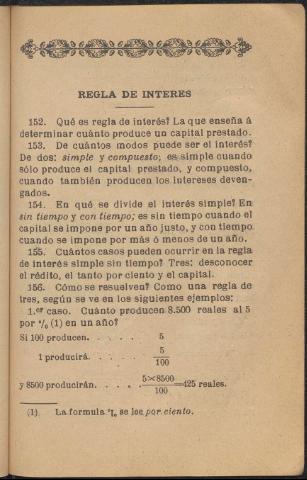 REGLA DE INTERES
152. Qué es regla de interés? La que enseña á
determinar cuánto produce un capital prestado.
153. De cuántos modos puede ser el interés?
De dos: simple y compuesto; es simple cuando
sólo produce el capital prestado, y compuesto,
cuando también producen los intereses deven-
gados.
154. En qué se divide el interés simple? En
sin tiempo y con tiempo; es sin tiempo cuando el
capital se impone por un año justo, y con tiempo
cuando se impone por más ó menos de un año.
155. Cuántos casos pueden ocurrir en la regla
de interés simple sin tiempo? Tres: desconocer
el rédito, el tanto por ciento y el capital.
156. Cómo se resuelven? Como una regla de
tres, según se ve en los siguientes ejemplos:
1.er caso. Cuánto producen 8.500 reales al 5
por °/o (1) en un año?
Si 100 producen. . . . . . 5
1 producirá. . . . . 5/100
y 8500 producirán. . . . . 5×8500/100 =425 reales.
(1). La formula °/o se lee por ciento.